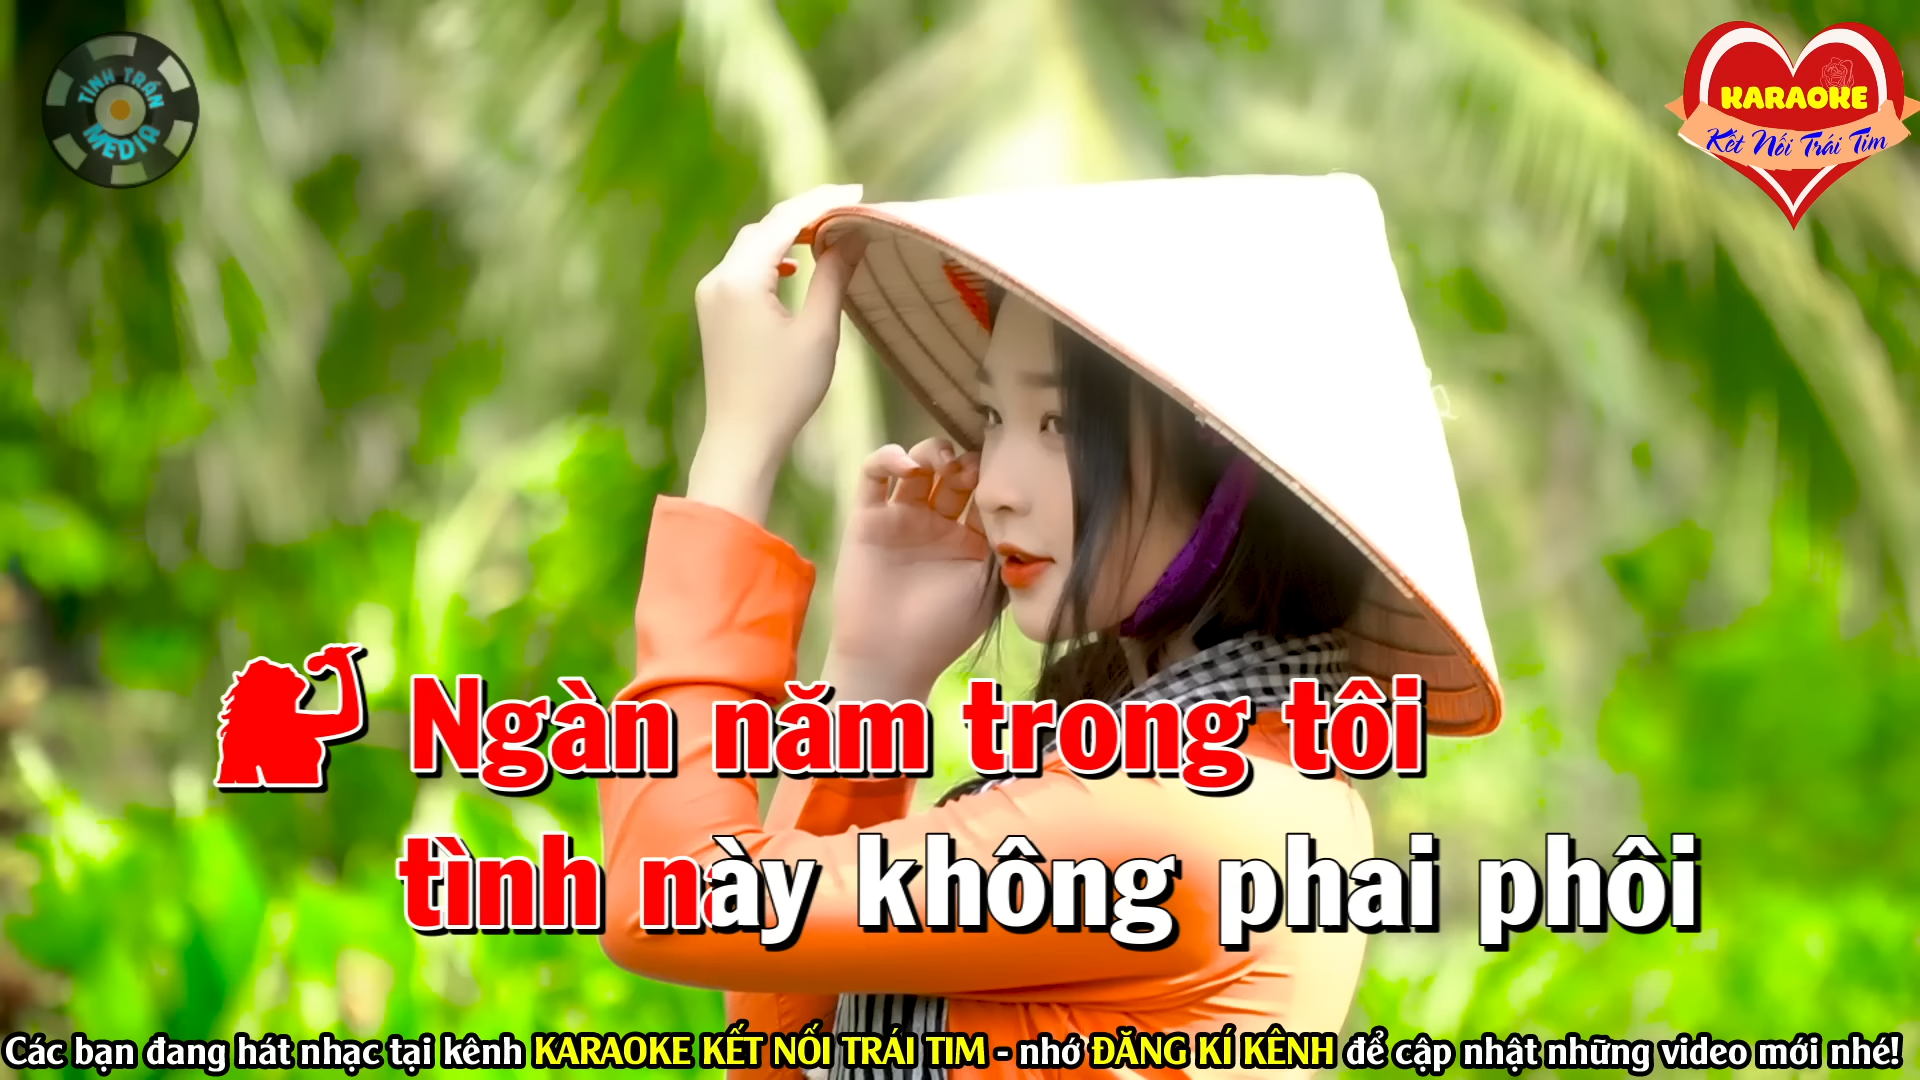 TÌNH TRẦN
MEDIA
KARAOKE
Kết Nối Trái Tim
Ngàn năm trong tôi
tình này không phai phôi
Các bạn đang hát nhạc tại kênh KARAOKE KẾT NỐI TRÁI TIM - nhớ ĐĂNG KÍ KÊNH để cập nhật những video mới nhé!